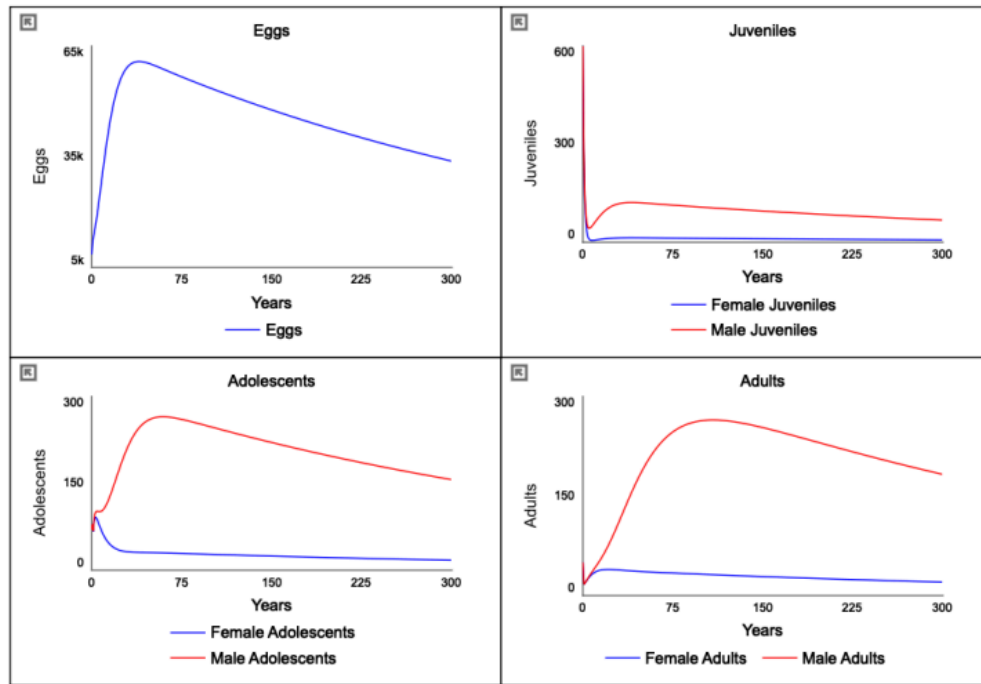 Eggs
65k
35k
5k
Eggs
0 75 150 225 300
Years
Eggs
Juveniles
600
300
0
Juveniles
0 75 150 225 300
Years
Female Juveniles
Male Juveniles
Adolescents
300
150
0
Adolescents
0 75 150 225 300
Years
Female Adolescents
Male Adolescents
Adults
300
150
0
Adults
0 75 150 225 300
Years
Female Adults Male Adults